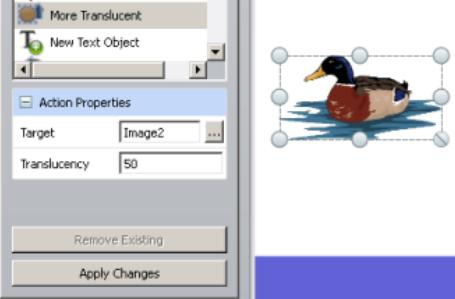 More Translucent
New Text Object
Action Properties
Target Image2 ...
Translucency 50
Remove Existing
Apply Changes